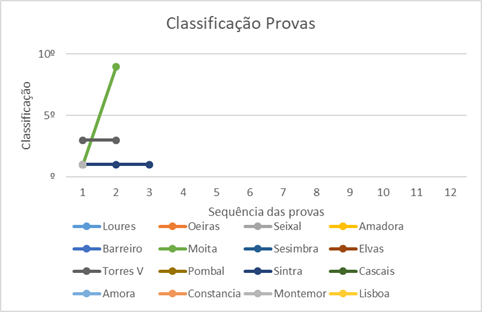 Classificação Provas
10º
5º
º
Classificação
1 2 3 4 5 6 7 8 9 10 11 12
Sequência das provas
Loures Oeiras Seixal Amadora
Barreiro Moita Sesimbra Elvas
Torres V Pombal Sintra Cascais
Amora Constancia Montemor Lisboa